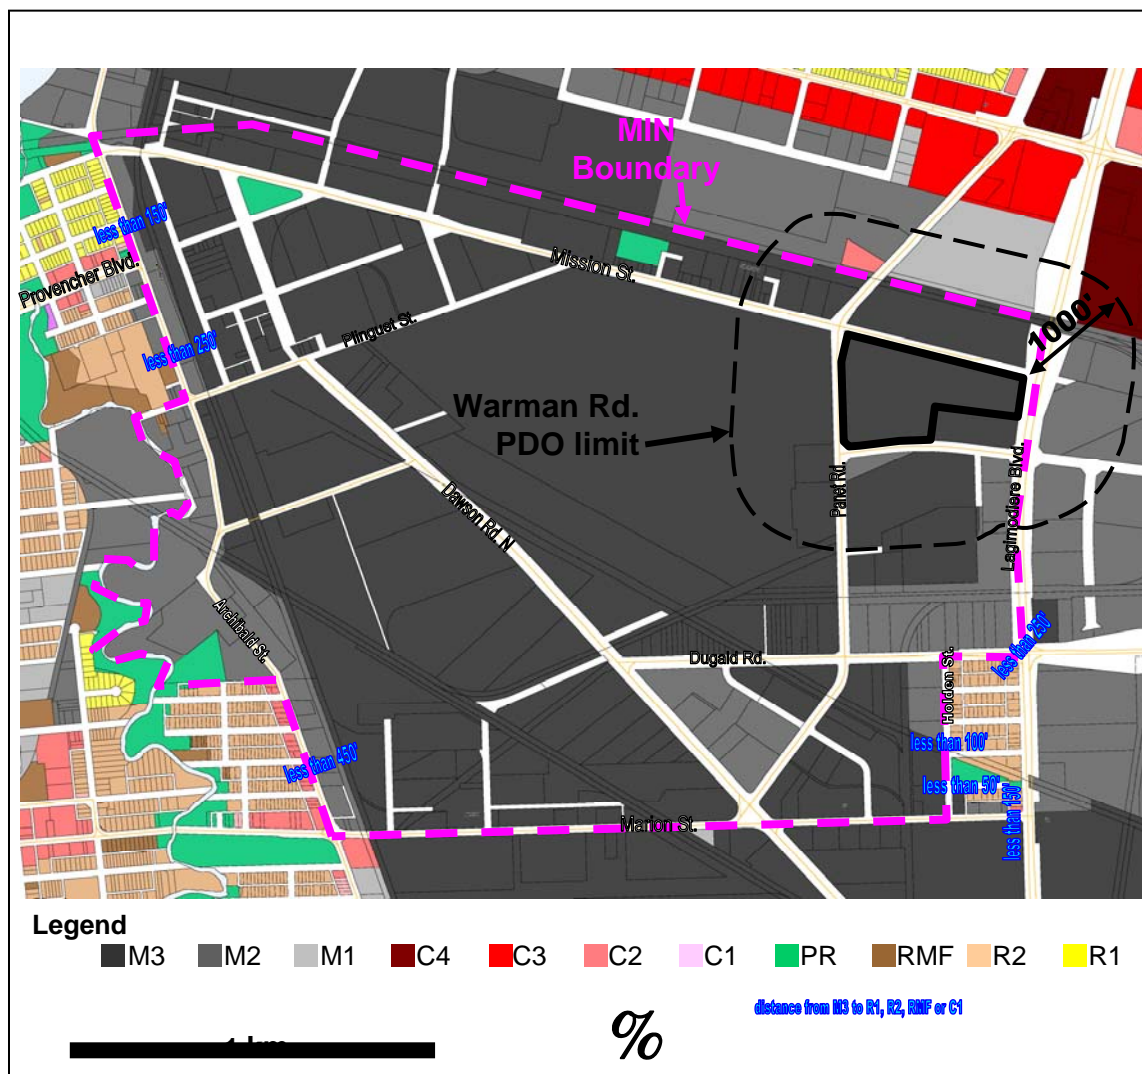 MIN
Boundary
less than 150'
Provencher Blvd.
Mission St.
1000'
less than 250'
Plinguet St.
Warman Rd.
PDO limit
Panet Rd.
Lagimodiere Blvd.
Dawson Rd. N
Archibald St.
less than 250'
Dugald Rd.
Holden St.
less than 100'
less than 450'
less than 50'
less than 150'
Marion St.
Legend
M3 M2 M1 C4 C3 C2 C1 PR RMF R2 R1
distance from M3 to R1, R2, RMF or C1
%
1 km